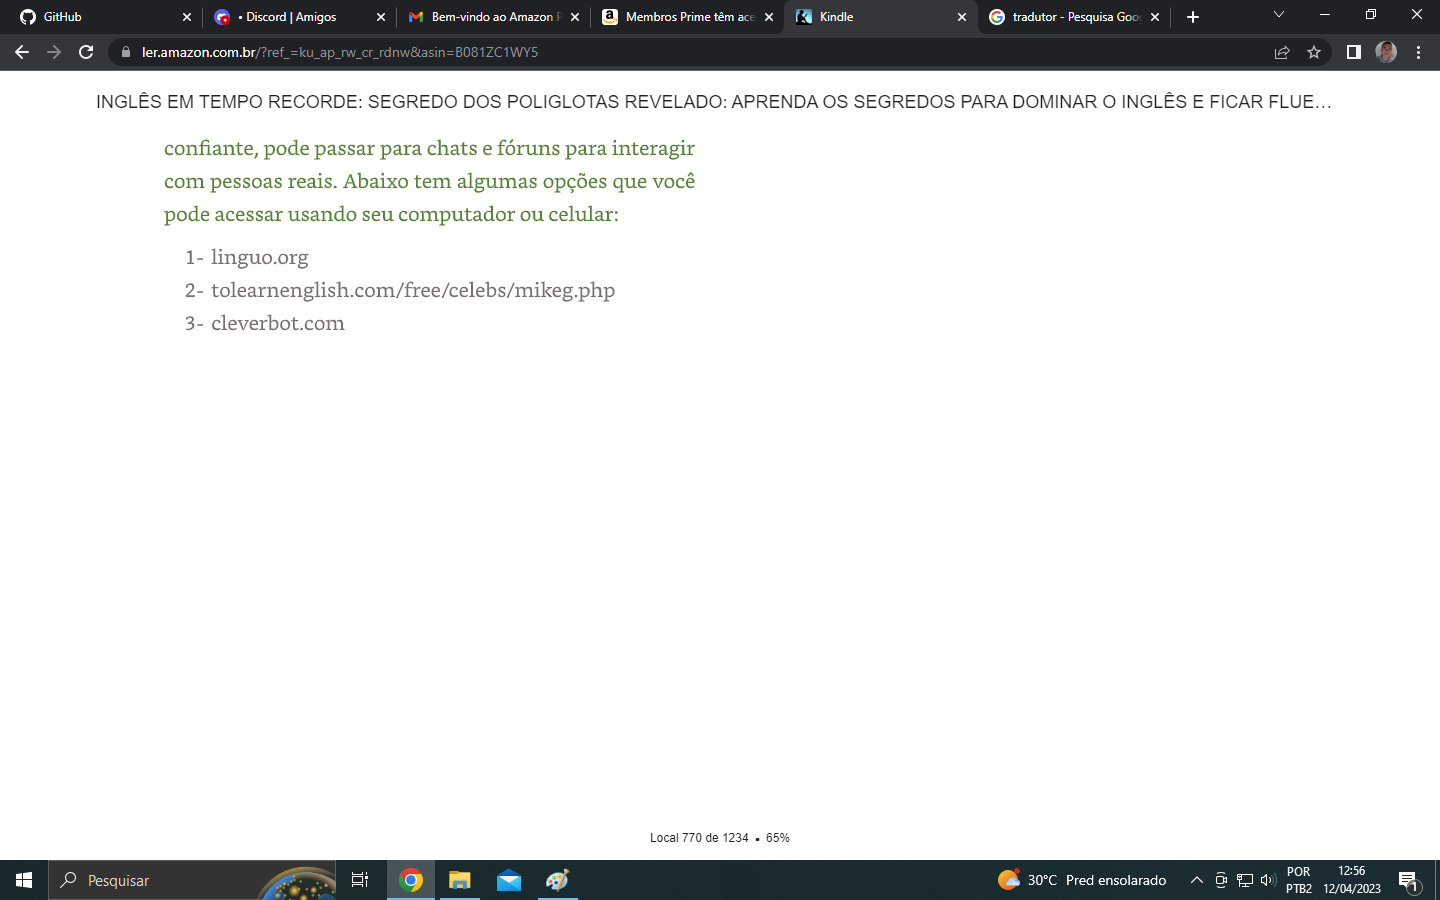 GitHub
• Discord | Amigos
Bem-vindo ao Amazon P
Membros Prime têm ace
Kindle
tradutor - Pesquisa Goog
ler.amazon.com.br/?ref_=ku_ap_rw_cr_rdnw&asin=B081ZC1WY5
INGLÊS EM TEMPO RECORDE: SEGREDO DOS POLIGLOTAS REVELADO: APRENDA OS SEGREDOS PARA DOMINAR O INGLÊS E FICAR FLUE…
confiante, pode passar para chats e fóruns para interagir
com pessoas reais. Abaixo tem algumas opções que você
pode acessar usando seu computador ou celular:
1- linguo.org
2- tolearnenglish.com/free/celebs/mikeg.php
3- cleverbot.com
Local 770 de 1234 • 65%
Pesquisar
30°C Pred ensolarado
POR
PTB2
12:56
12/04/2023
1